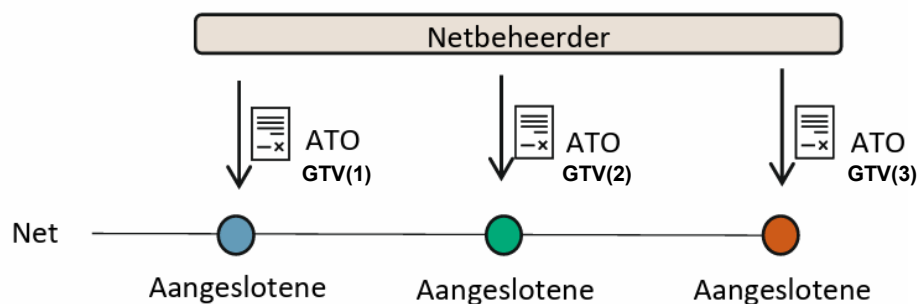 Netbeheerder
ATO
GTV(1)
ATO
GTV(2)
ATO
GTV(3)
Net
Aangeslotene
Aangeslotene
Aangeslotene